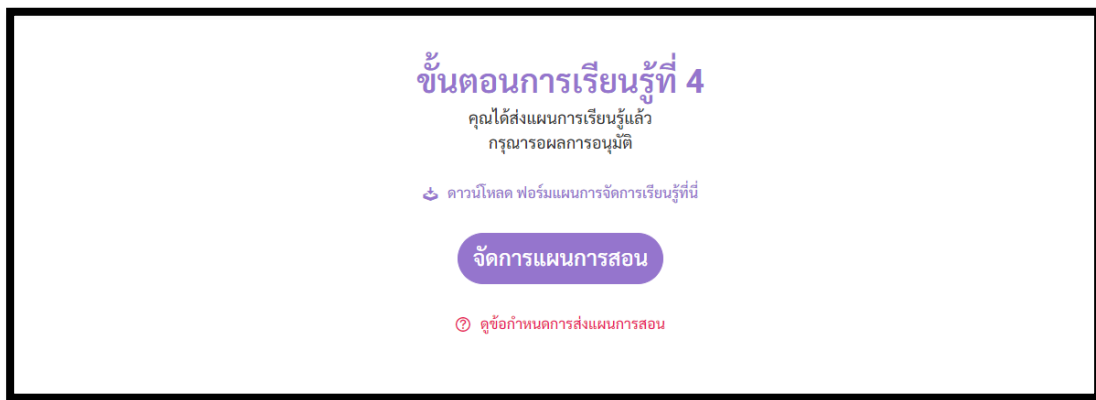 ขั้นตอนการเรียนรู้ที่ 4
คุณได้ส่งแผนการเรียนรู้แล้ว
กรุณารอผลการอนุมัติ
ดาวน์โหลด ฟอร์มแผนการจัดการเรียนรู้ที่นี่
จัดการแผนการสอน
ดูข้อกำหนดการส่งแผนการสอน